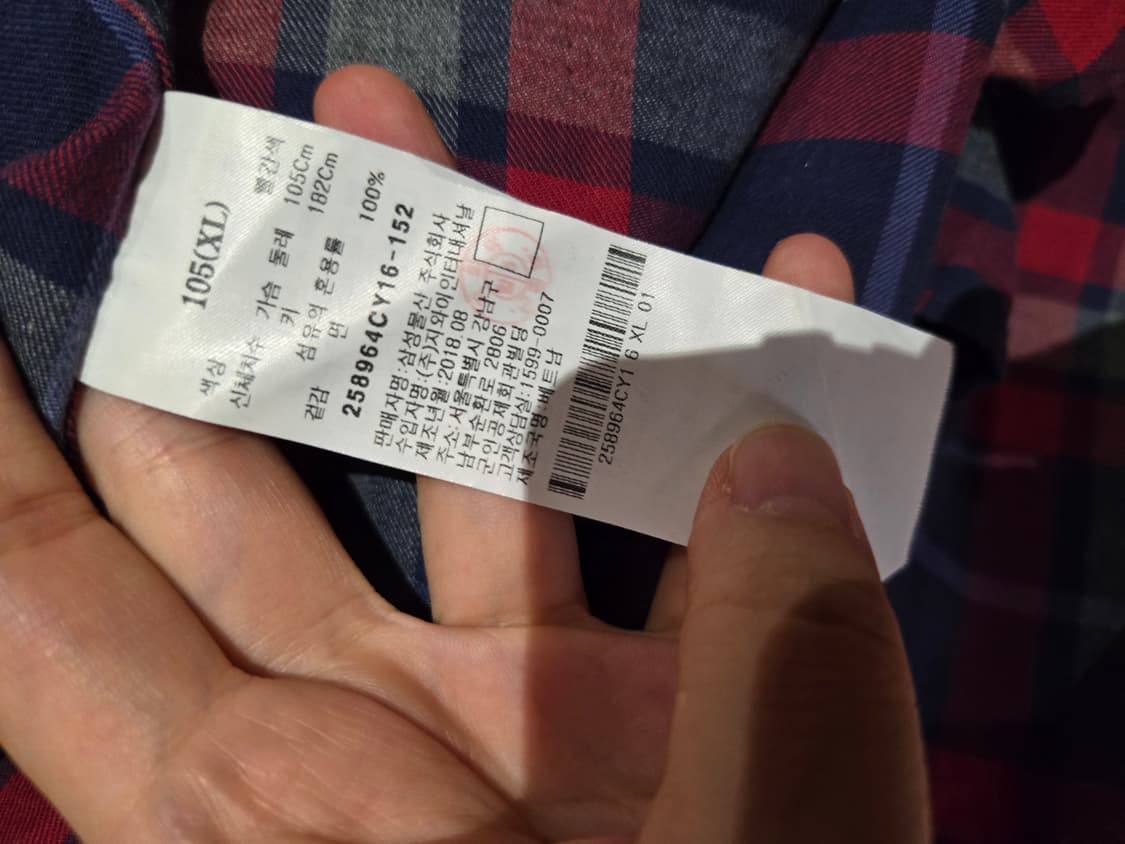 105(XL)
색상 빨간색
신체치수 가슴 둘레 105Cm
키 182Cm
섬유의 혼용률
겉감 면 100%
258964CY16-152
판매자명:삼성물산 주식회사
수입자명:(주)지와이인터내셔날
제조년월:2018.08
주소:서울특별시 강남구
남부순환로 2806
군인공제회관빌딩
고객상담실:1599-0007
제조국명:베트남
258964CY1 6 XL 01